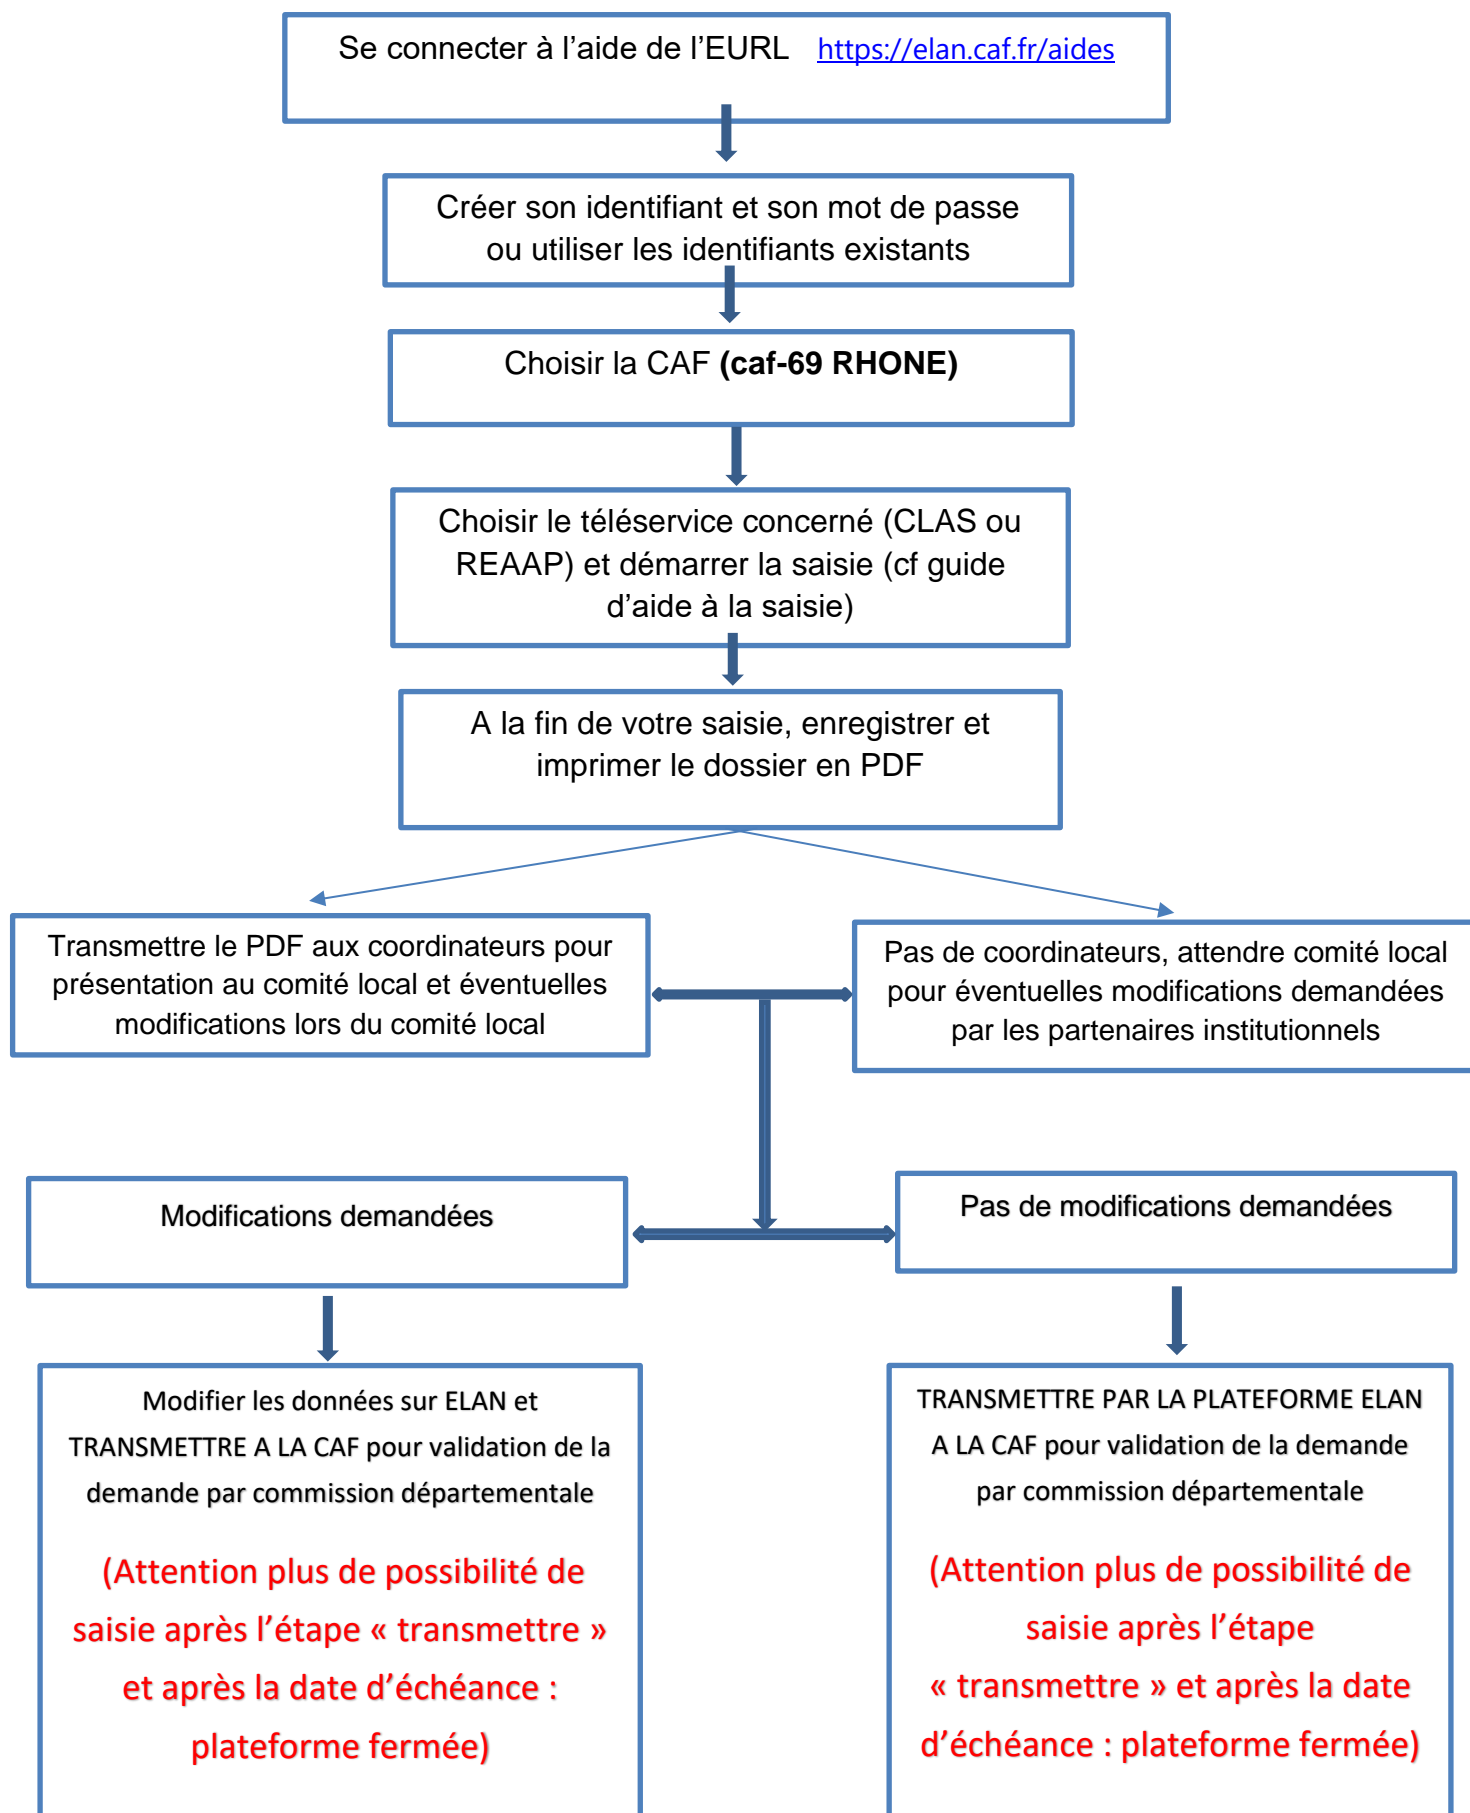 Se connecter à l’aide de l’EURL https://elan.caf.fr/aides
Créer son identifiant et son mot de passe
ou utiliser les identifiants existants
Choisir la CAF (caf-69 RHONE)
Choisir le téléservice concerné (CLAS ou
REAAP) et démarrer la saisie (cf guide
d’aide à la saisie)
A la fin de votre saisie, enregistrer et
imprimer le dossier en PDF
Transmettre le PDF aux coordinateurs pour
présentation au comité local et éventuelles
modifications lors du comité local
Pas de coordinateurs, attendre comité local
pour éventuelles modifications demandées
par les partenaires institutionnels
Modifications demandées
Pas de modifications demandées
Modifier les données sur ELAN et
TRANSMETTRE A LA CAF pour validation de la
demande par commission départementale
(Attention plus de possibilité de
saisie après l’étape « transmettre »
et après la date d’échéance :
plateforme fermée)
TRANSMETTRE PAR LA PLATEFORME ELAN
A LA CAF pour validation de la demande
par commission départementale
(Attention plus de possibilité de
saisie après l’étape
« transmettre » et après la date
d’échéance : plateforme fermée)